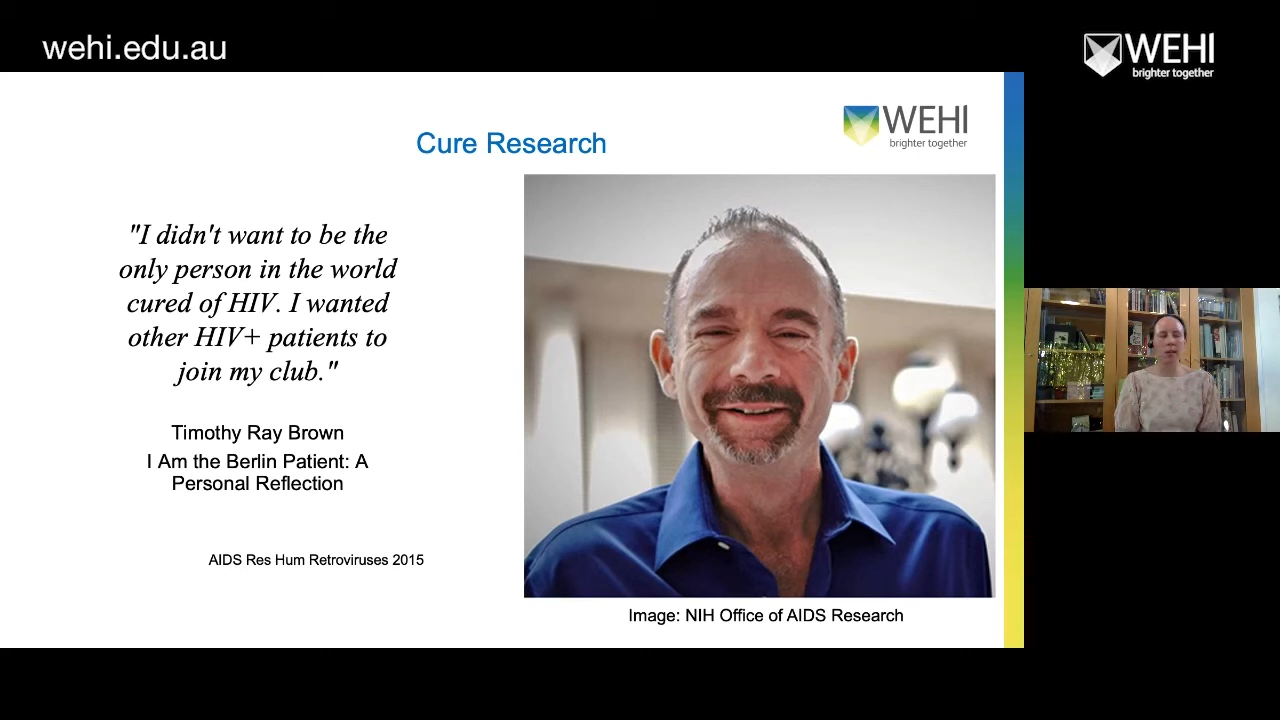 wehi.edu.au
WEHI
brighter together
Cure Research
WEHI
brighter together
"I didn't want to be the
only person in the world
cured of HIV. I wanted
other HIV+ patients to
join my club."
Timothy Ray Brown
I Am the Berlin Patient: A
Personal Reflection
AIDS Res Hum Retroviruses 2015
Image: NIH Office of AIDS Research